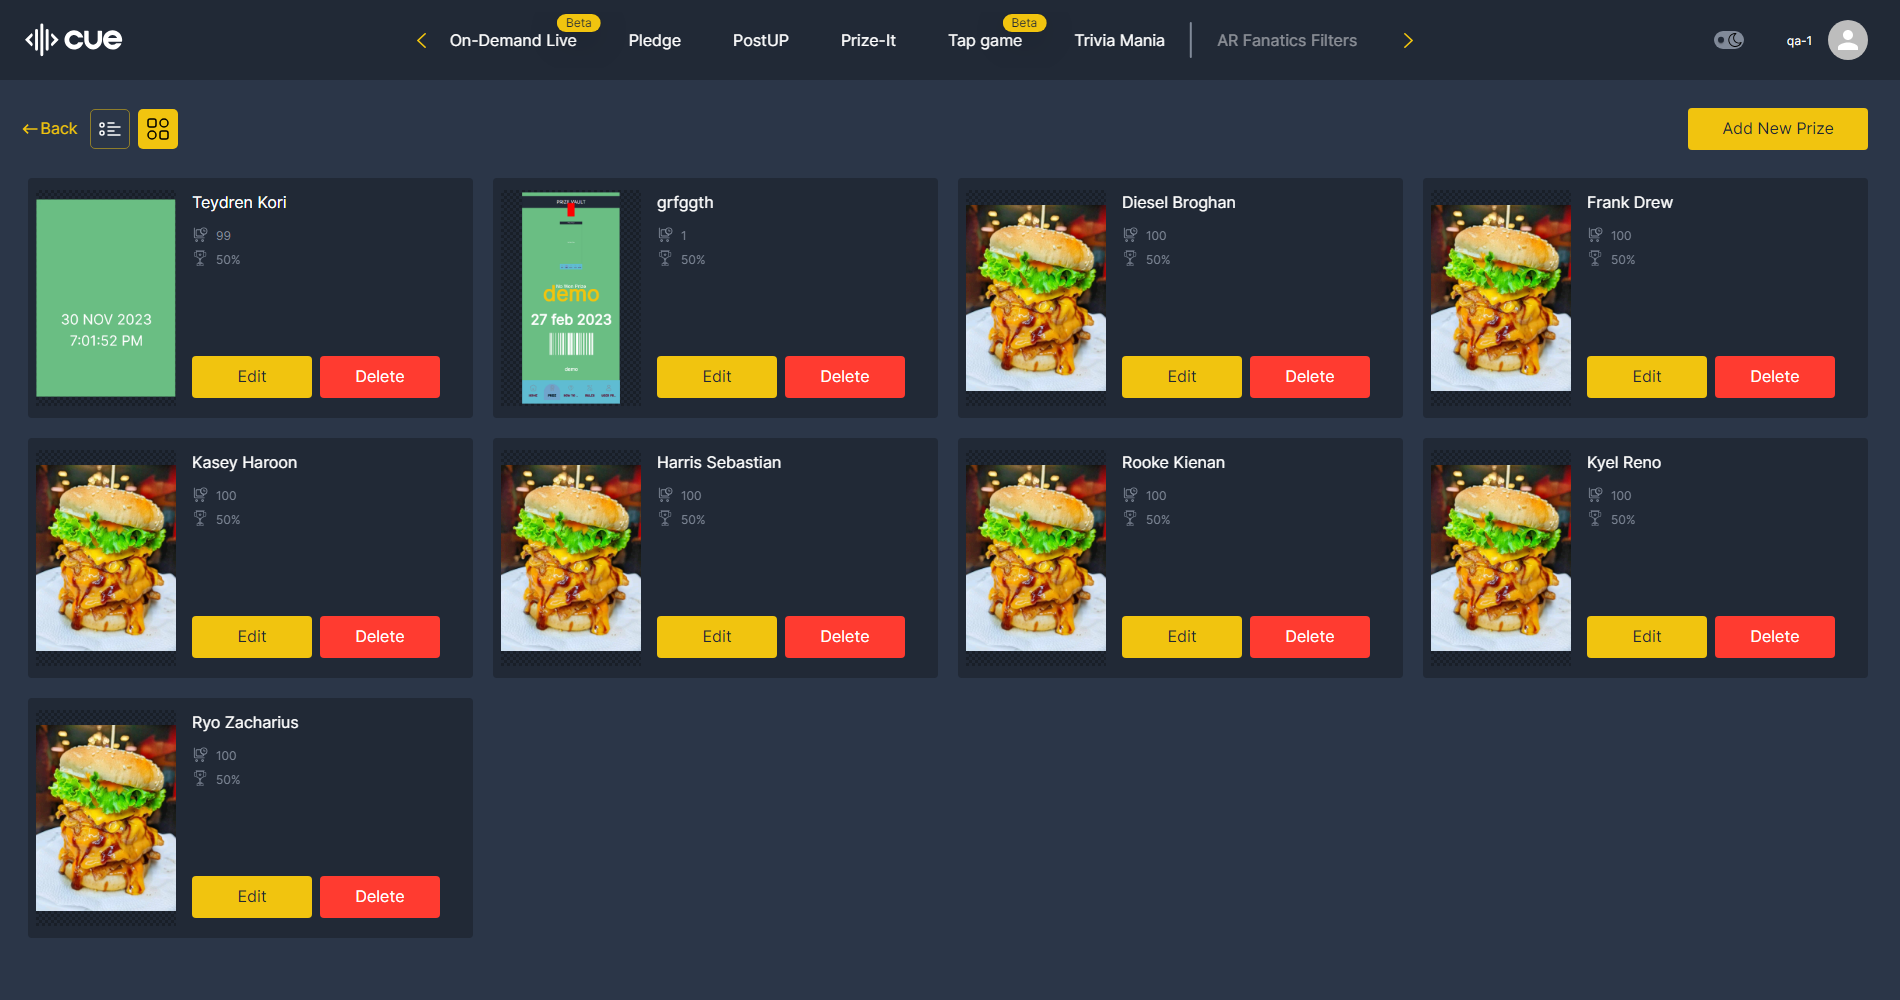 cue
On-Demand Live
Beta
Pledge
PostUP
Prize-It
Tap game
Beta
Trivia Mania
AR Fanatics Filters
qa-1
Back
Add New Prize
30 NOV 2023
7:01:52 PM
Teydren Kori
99
50%
Edit
Delete
PRIZE VAULT
demo
27 feb 2023
demo
grfggth
1
50%
Edit
Delete
Diesel Broghan
100
50%
Edit
Delete
Frank Drew
100
50%
Edit
Delete
Kasey Haroon
100
50%
Edit
Delete
Harris Sebastian
100
50%
Edit
Delete
Rooke Kienan
100
50%
Edit
Delete
Kyel Reno
100
50%
Edit
Delete
Ryo Zacharius
100
50%
Edit
Delete